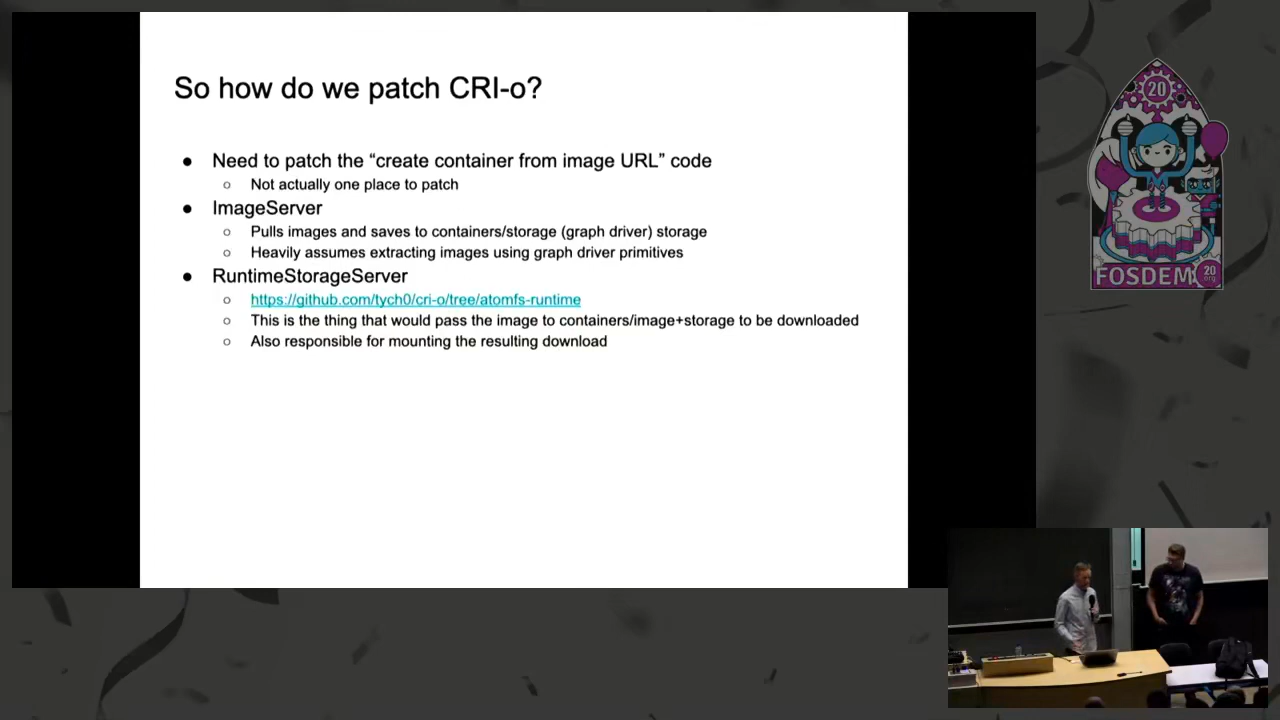 So how do we patch CRI-o?
● Need to patch the “create container from image URL” code
○ Not actually one place to patch
● ImageServer
○ Pulls images and saves to containers/storage (graph driver) storage
○ Heavily assumes extracting images using graph driver primitives
● RuntimeStorageServer
○ https://github.com/tych0/cri-o/tree/atomfs-runtime
○ This is the thing that would pass the image to containers/image+storage to be downloaded
○ Also responsible for mounting the resulting download
20
FOSDEM
20
.org